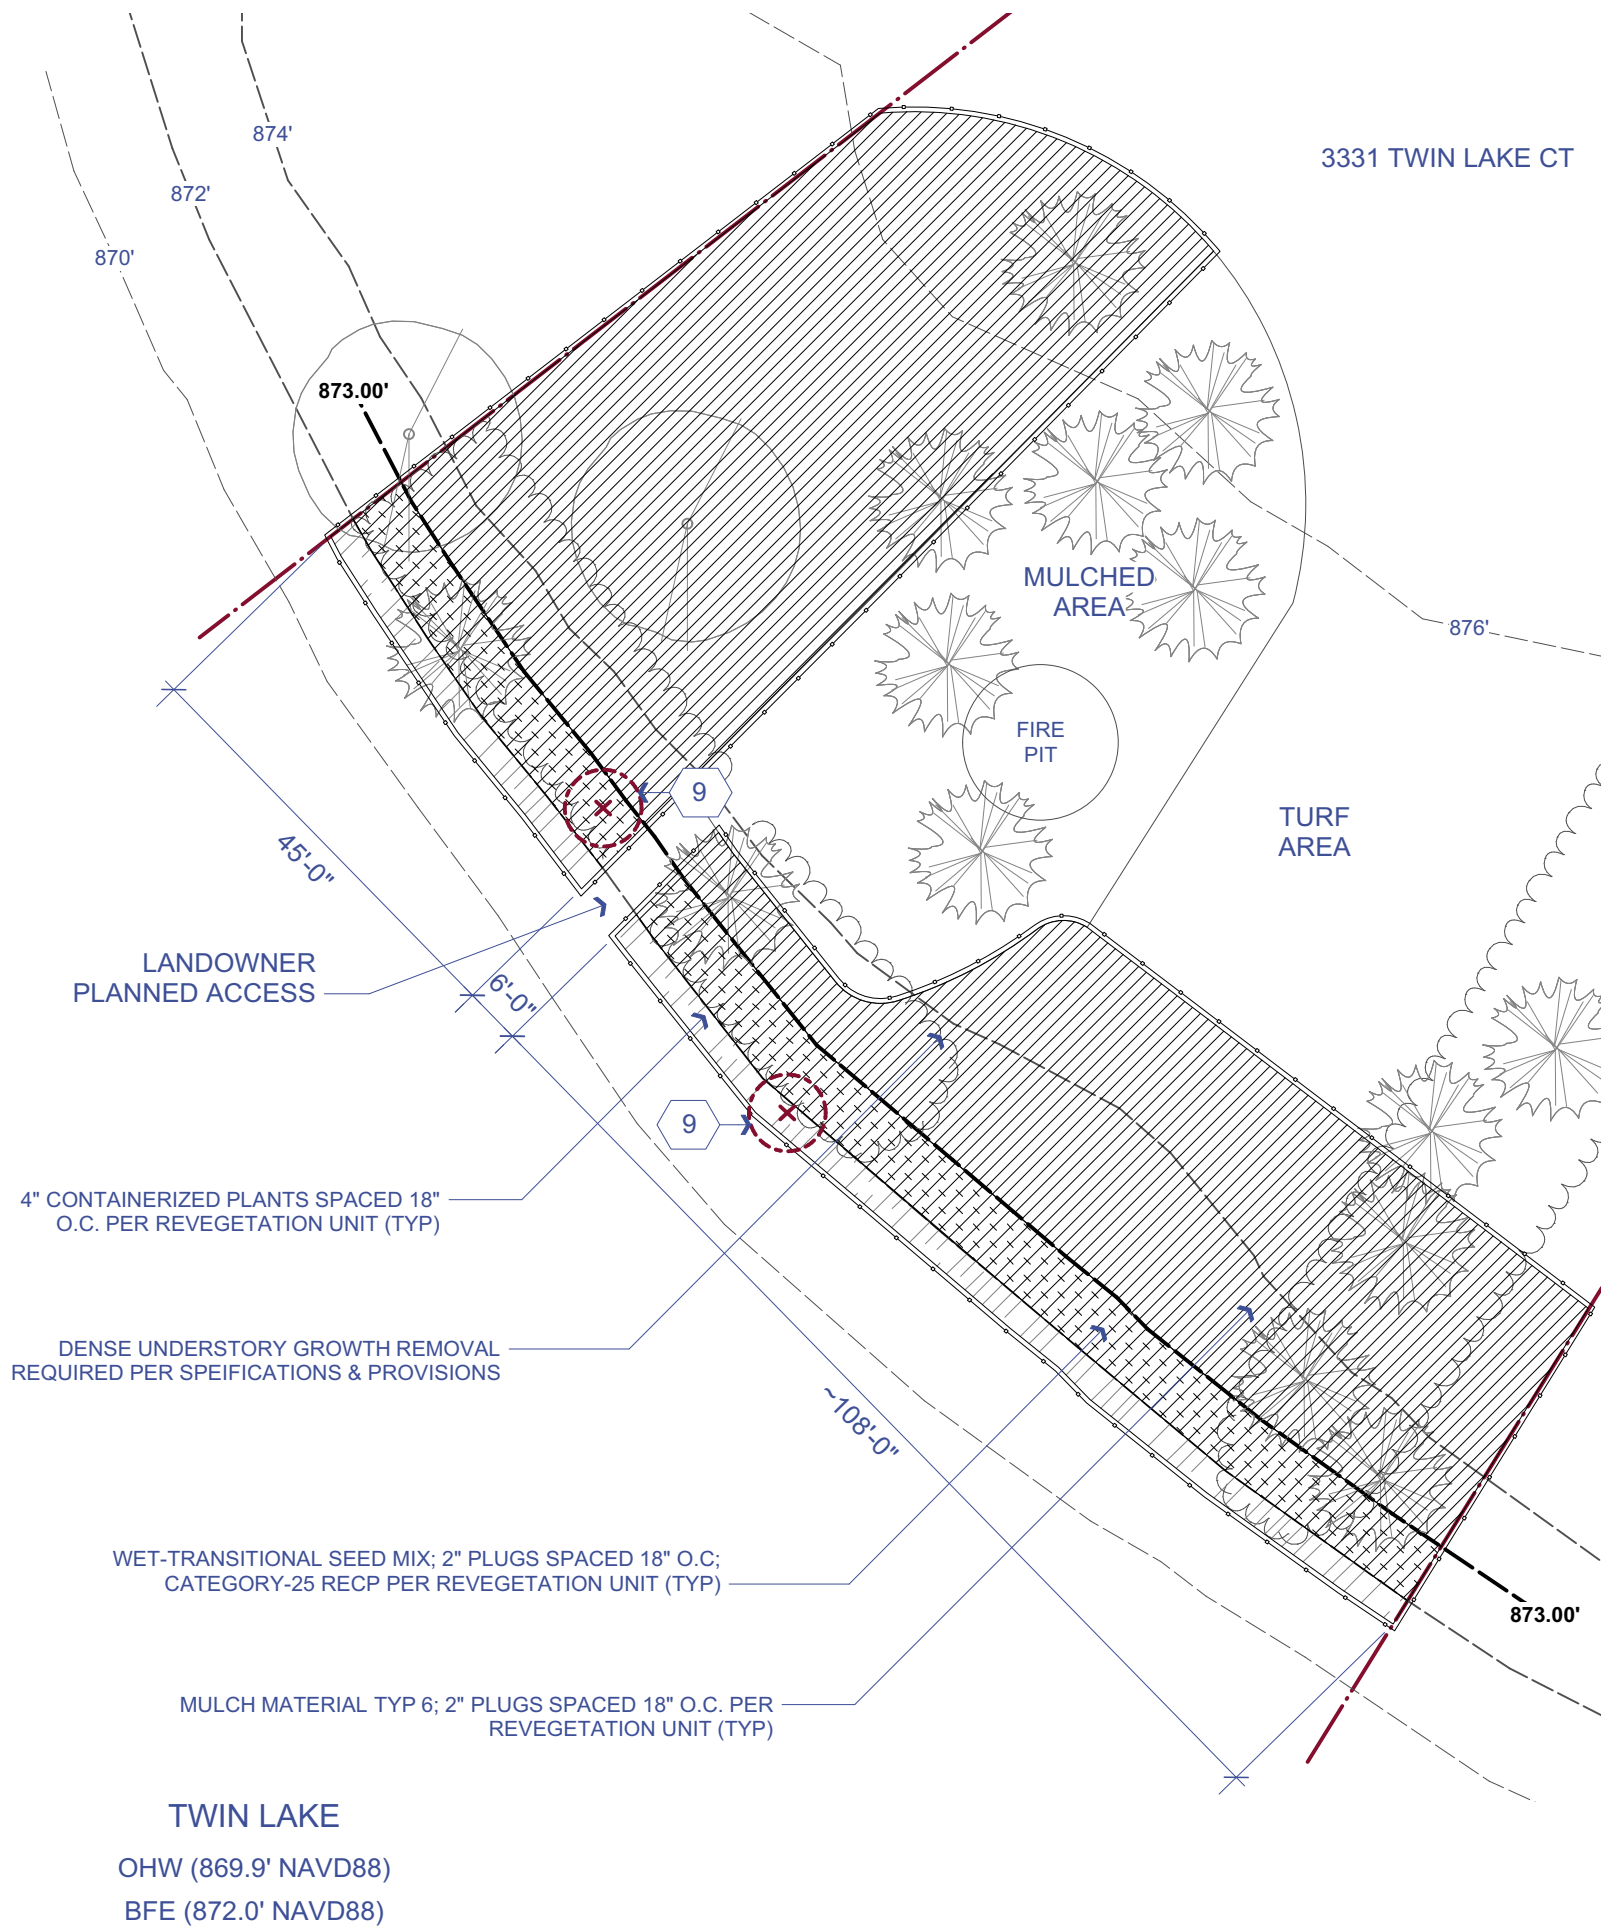 874'
3331 TWIN LAKE CT
872'
870'
873.00'
MULCHED
AREA
876'
FIRE
PIT
9
TURF
AREA
45'-0"
LANDOWNER
PLANNED ACCESS
6'-0"
9
4" CONTAINERIZED PLANTS SPACED 18"
O.C. PER REVEGETATION UNIT (TYP)
DENSE UNDERSTORY GROWTH REMOVAL
REQUIRED PER SPEIFICATIONS & PROVISIONS
~108'-0"
WET-TRANSITIONAL SEED MIX; 2" PLUGS SPACED 18" O.C;
CATEGORY-25 RECP PER REVEGETATION UNIT (TYP)
873.00'
MULCH MATERIAL TYP 6; 2" PLUGS SPACED 18" O.C. PER
REVEGETATION UNIT (TYP)
TWIN LAKE
OHW (869.9' NAVD88)
BFE (872.0' NAVD88)